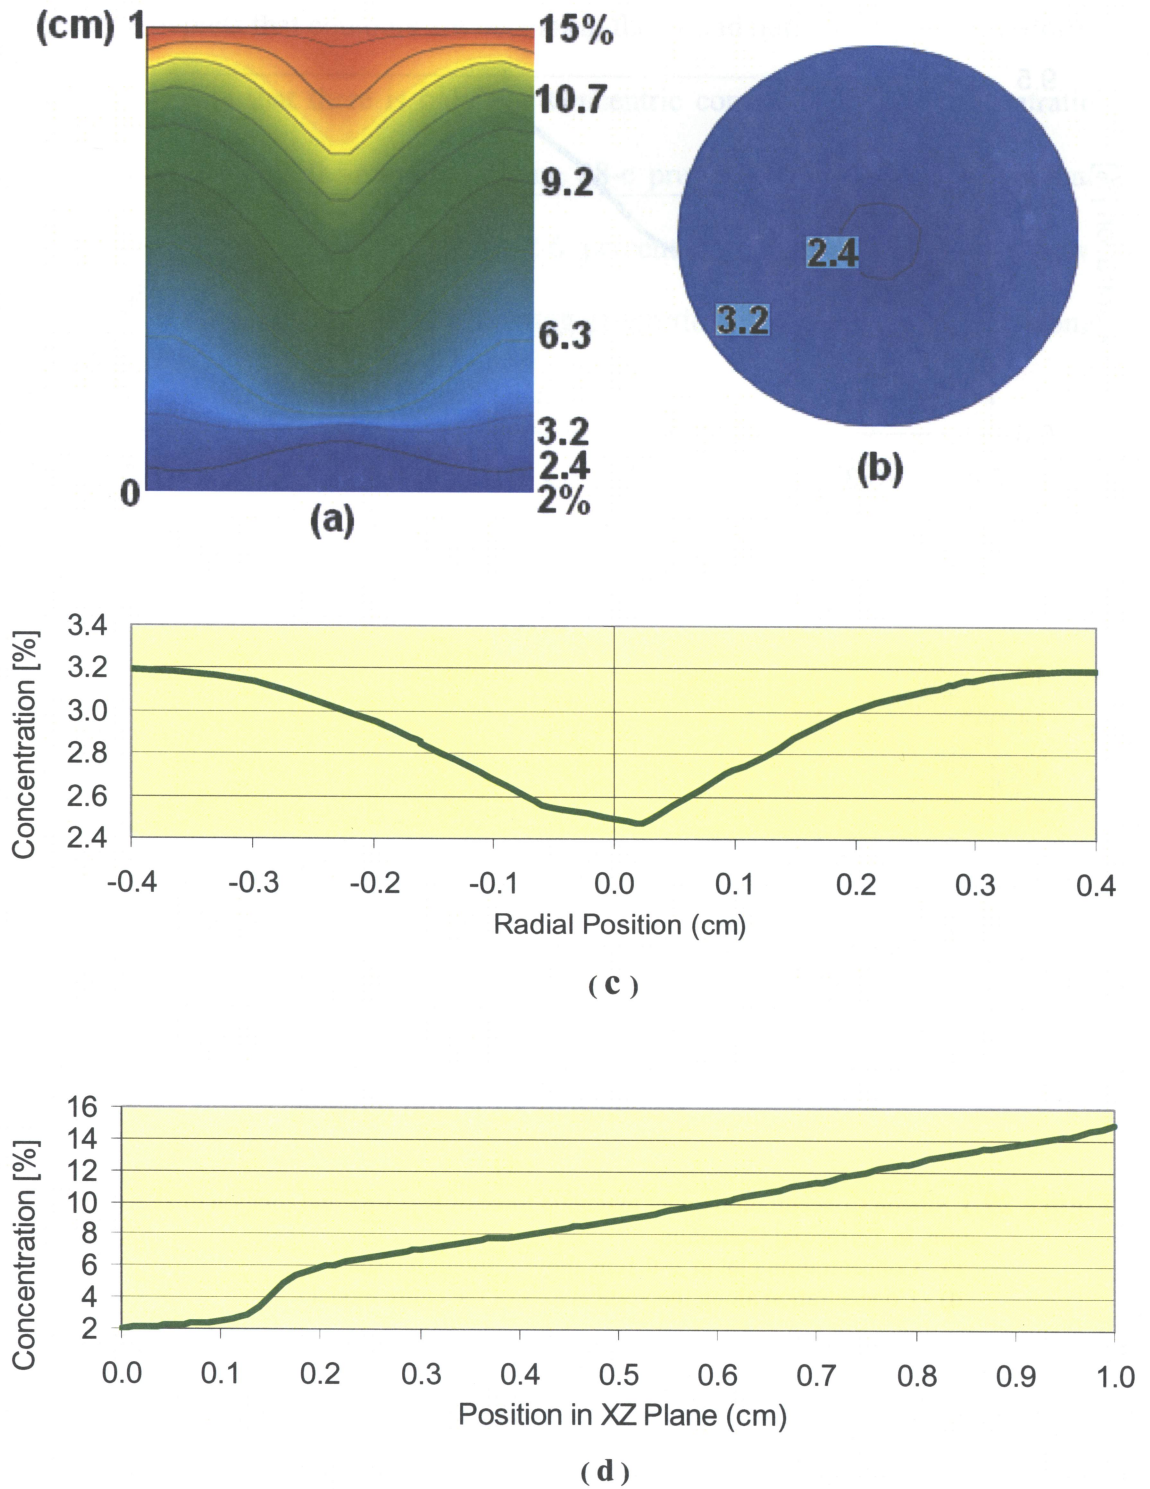 (cm) 1
15%
10.7
9.2
6.3
3.2
2.4
2%
0
(a)
2.4
3.2
(b)
Concentration [%]
3.4
3.2
3.0
2.8
2.6
2.4
-0.4 -0.3 -0.2 -0.1 0.0 0.1 0.2 0.3 0.4
Radial Position (cm)
( c )
Concentration [%]
16
14
12
10
8
6
4
2
0.0 0.1 0.2 0.3 0.4 0.5 0.6 0.7 0.8 0.9 1.0
Position in XZ Plane (cm)
( d )